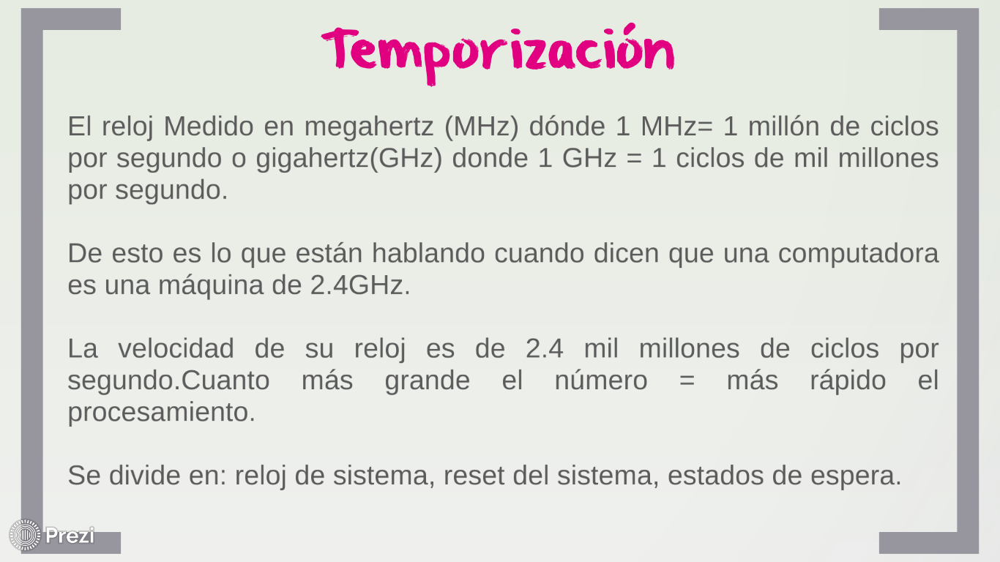 Temporización
El reloj Medido en megahertz (MHz) dónde 1 MHz= 1 millón de ciclos
por segundo o gigahertz(GHz) donde 1 GHz = 1 ciclos de mil millones
por segundo.
De esto es lo que están hablando cuando dicen que una computadora
es una máquina de 2.4GHz.
La velocidad de su reloj es de 2.4 mil millones de ciclos por
segundo.Cuanto más grande el número = más rápido el
procesamiento.
Se divide en: reloj de sistema, reset del sistema, estados de espera.
Prezi